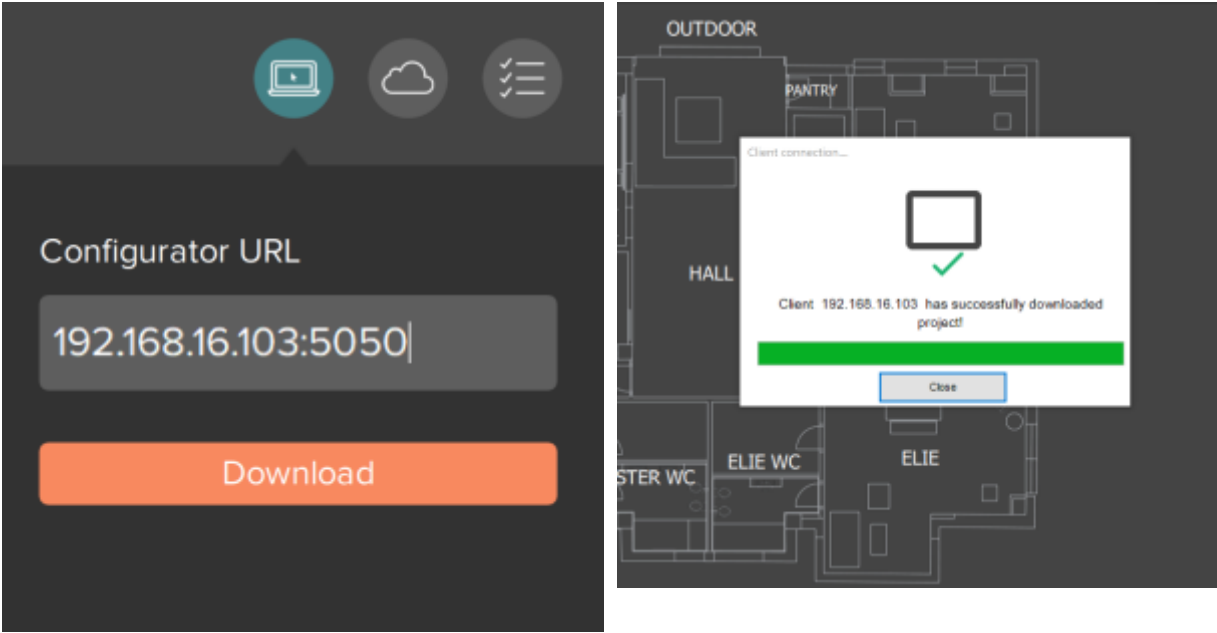 Configurator URL
192.168.16.103:5050
Download
OUTDOOR
PANTRY
Client connection...
Client 192.168.16.103 has successfully downloaded
project!
HALL
Close
ELIE WC
ELIE
STER WC